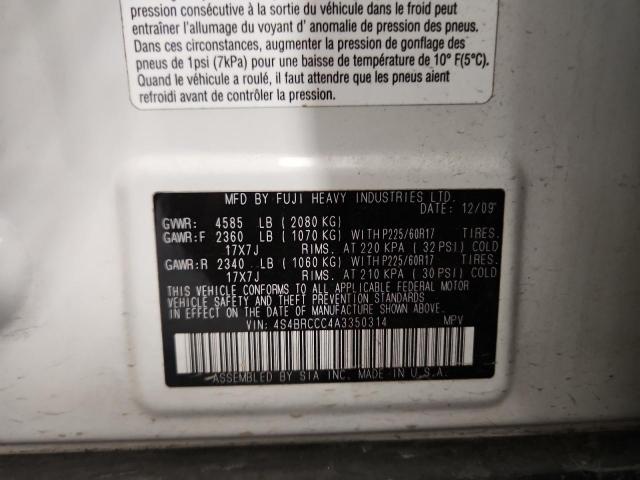 pression consécutive à la sortie du véhicule dans le froid peut
entraîner l'allumage du voyant d' anomalie de pression des pneus.
Dans ces circonstances, augmenter la pression de gonflage des
pneus de 1psi (7kPa) pour une baisse de température de 10° F(5°C).
Quand le véhicule a roulé, il faut attendre que les pneus aient
refroidi avant de contrôler la pression.
MFD BY FUJI HEAVY INDUSTRIES LTD.
DATE: 12/09
GVWR: 4585 LB (2080 KG)
GAWR:F 2360 LB (1070 KG) WITH P225/60R17 TIRES.
17X7J RIMS. AT 220 KPA (32 PSI) COLD
GAWR:R 2340 LB (1060 KG) WITH P225/60R17 TIRES.
17X7J RIMS. AT 210 KPA (30 PSI) COLD
THIS VEHICLE CONFORMS TO ALL APPLICABLE FEDERAL MOTOR
VEHICLE SAFETY AND THEFT PREVENTION STANDARDS
IN EFFECT ON THE DATE OF MANUFACTURE SHOWN ABOVE.
VIN: 4S4BRCCC4A3350314 MPV
ASSEMBLED BY SIA INC. MADE IN U.S.A.